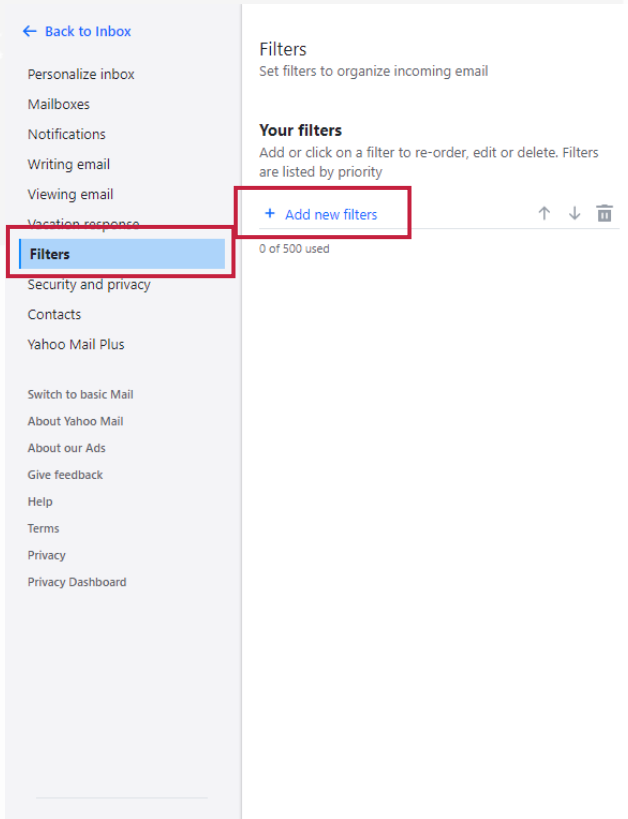 Back to Inbox
Personalize inbox
Mailboxes
Notifications
Writing email
Viewing email
Vacation response
Filters
Security and privacy
Contacts
Yahoo Mail Plus
Switch to basic Mail
About Yahoo Mail
About our Ads
Give feedback
Help
Terms
Privacy
Privacy Dashboard
Filters
Set filters to organize incoming email
Your filters
Add or click on a filter to re-order, edit or delete. Filters
are listed by priority
+ Add new filters
0 of 500 used